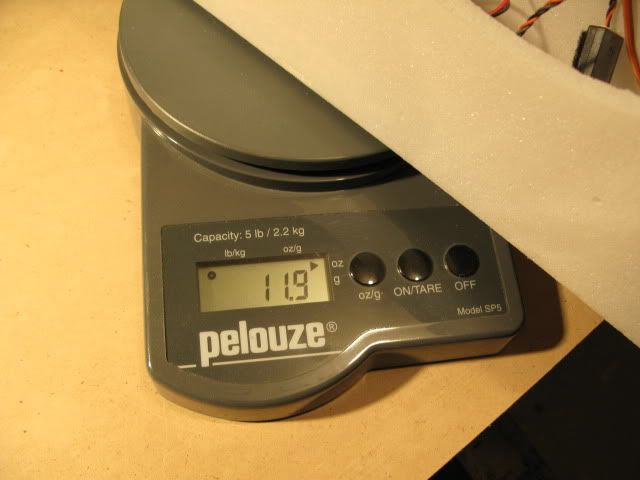 Capacity: 5 lb / 2.2 kg
lb/kg oz/g
oz
g
11.9
oz/g ON/TARE OFF
Model SP5
pelouze®